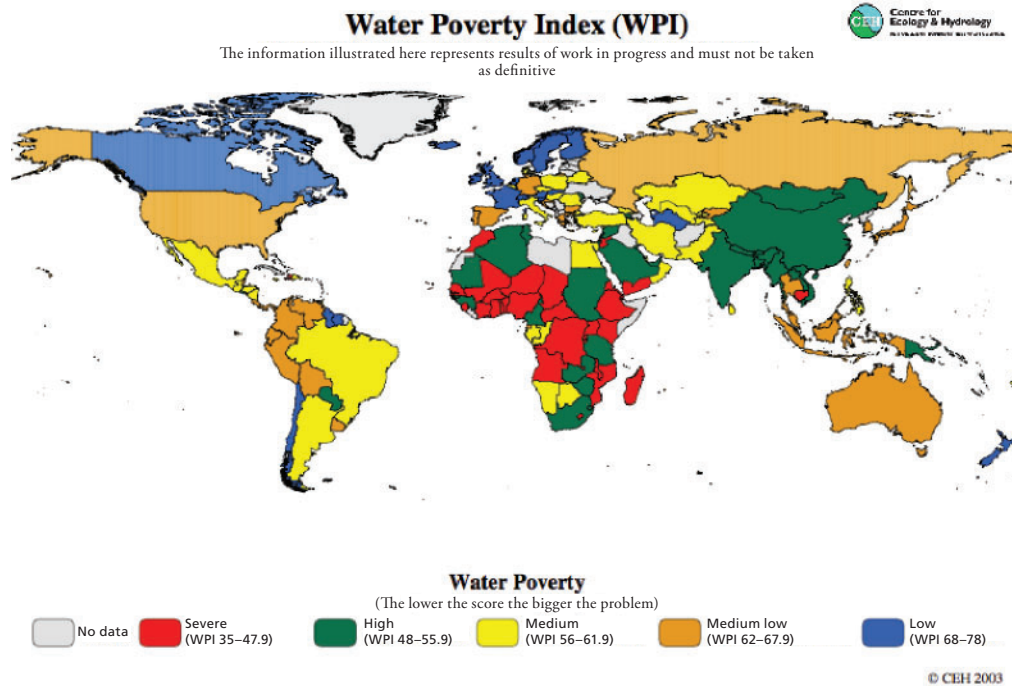 Water Poverty Index (WPI)
CEH
Centre for
Ecology & Hydrology
The information illustrated here represents results of work in progress and must not be taken
as definitive
Water Poverty
(The lower the score the bigger the problem)
No data
Severe
(WPI 35–47.9)
High
(WPI 48–55.9)
Medium
(WPI 56–61.9)
Medium low
(WPI 62–67.9)
Low
(WPI 68–78)
© CEH 2003